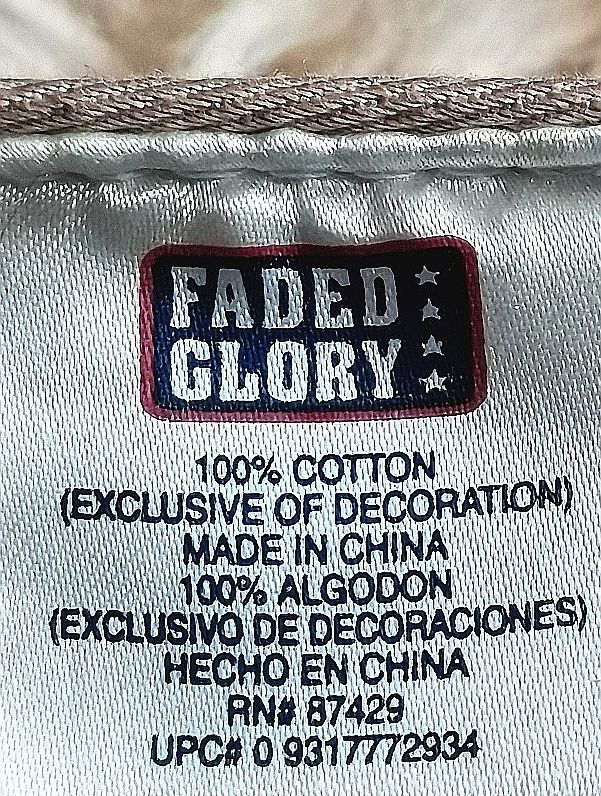 FADED
GLORY
100% COTTON
(EXCLUSIVE OF DECORATION)
MADE IN CHINA
100% ALGODON
(EXCLUSIVO DE DECORACIONES)
HECHO EN CHINA
RN# 87429
UPC# 0 9317772934